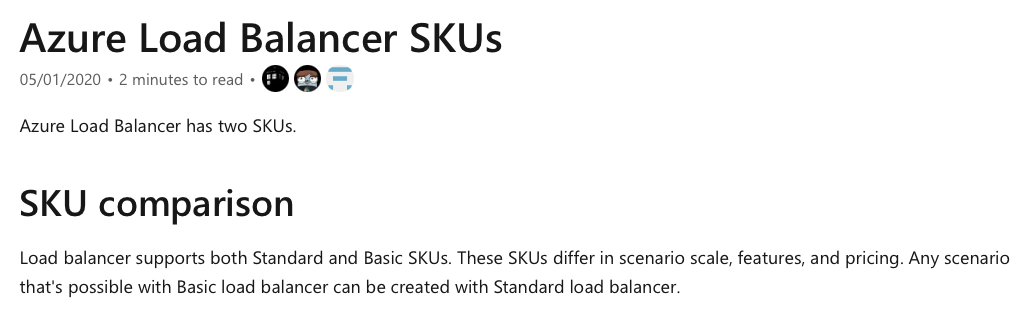 Azure Load Balancer SKUs
05/01/2020 • 2 minutes to read •
Azure Load Balancer has two SKUs.
SKU comparison
Load balancer supports both Standard and Basic SKUs. These SKUs differ in scenario scale, features, and pricing. Any scenario
that's possible with Basic load balancer can be created with Standard load balancer.